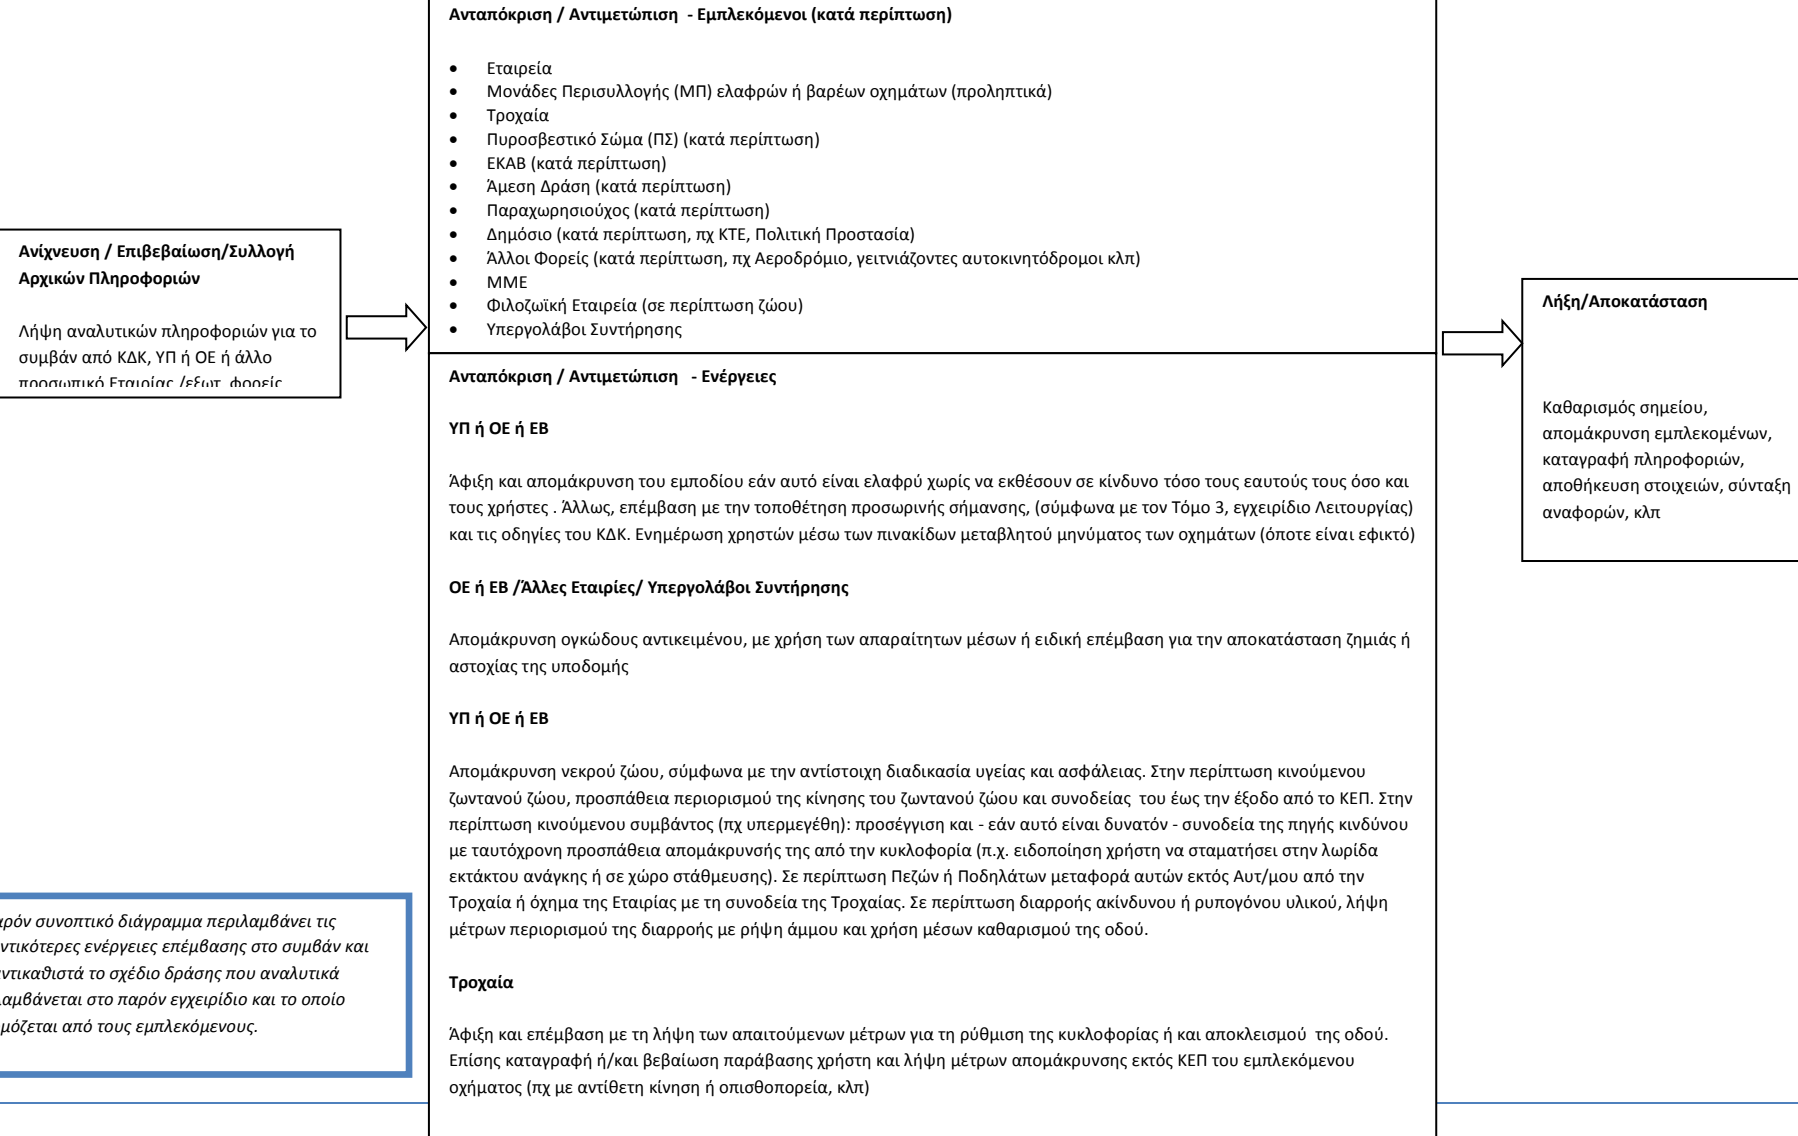 Ανίχνευση / Επιβεβαίωση/Συλλογή
Αρχικών Πληροφοριών
Λήψη αναλυτικών πληροφοριών για το
συμβάν από ΚΔΚ, ΥΠ ή ΟΕ ή άλλο
προσωπικό Εταιρίας /εξωτ. φορείς
Ανταπόκριση / Αντιμετώπιση - Εμπλεκόμενοι (κατά περίπτωση)
• Εταιρεία
• Μονάδες Περισυλλογής (ΜΠ) ελαφρών ή βαρέων οχημάτων (προληπτικά)
• Τροχαία
• Πυροσβεστικό Σώμα (ΠΣ) (κατά περίπτωση)
• ΕΚΑΒ (κατά περίπτωση)
• Άμεση Δράση (κατά περίπτωση)
• Παραχωρησιούχος (κατά περίπτωση)
• Δημόσιο (κατά περίπτωση, πχ ΚΤΕ, Πολιτική Προστασία)
• Άλλοι Φορείς (κατά περίπτωση, πχ Αεροδρόμιο, γειτνιάζοντες αυτοκινητόδρομοι κλπ)
• ΜΜΕ
• Φιλοζωϊκή Εταιρεία (σε περίπτωση ζώου)
• Υπεργολάβοι Συντήρησης
Ανταπόκριση / Αντιμετώπιση - Ενέργειες
ΥΠ ή ΟΕ ή ΕΒ
Άφιξη και απομάκρυνση του εμποδίου εάν αυτό είναι ελαφρύ χωρίς να εκθέσουν σε κίνδυνο τόσο τους εαυτούς τους όσο και
τους χρήστες . Άλλως, επέμβαση με την τοποθέτηση προσωρινής σήμανσης, (σύμφωνα με τον Τόμο 3, εγχειρίδιο Λειτουργίας)
και τις οδηγίες του ΚΔΚ. Ενημέρωση χρηστών μέσω των πινακίδων μεταβλητού μηνύματος των οχημάτων (όποτε είναι εφικτό)
ΟΕ ή ΕΒ /Άλλες Εταιρίες/ Υπεργολάβοι Συντήρησης
Απομάκρυνση ογκώδους αντικειμένου, με χρήση των απαραίτητων μέσων ή ειδική επέμβαση για την αποκατάσταση ζημιάς ή
αστοχίας της υποδομής
ΥΠ ή ΟΕ ή ΕΒ
Απομάκρυνση νεκρού ζώου, σύμφωνα με την αντίστοιχη διαδικασία υγείας και ασφάλειας. Στην περίπτωση κινούμενου
ζωντανού ζώου, προσπάθεια περιορισμού της κίνησης του ζωντανού ζώου και συνοδείας του έως την έξοδο από το ΚΕΠ. Στην
περίπτωση κινούμενου συμβάντος (πχ υπερμεγέθη): προσέγγιση και - εάν αυτό είναι δυνατόν - συνοδεία της πηγής κινδύνου
με ταυτόχρονη προσπάθεια απομάκρυνσής της από την κυκλοφορία (π.χ. ειδοποίηση χρήστη να σταματήσει στην λωρίδα
εκτάκτου ανάγκης ή σε χώρο στάθμευσης). Σε περίπτωση Πεζών ή Ποδηλάτων μεταφορά αυτών εκτός Αυτ/μου από την
Τροχαία ή όχημα της Εταιρίας με τη συνοδεία της Τροχαίας. Σε περίπτωση διαρροής ακίνδυνου ή ρυπογόνου υλικού, λήψη
μέτρων περιορισμού της διαρροής με ρήψη άμμου και χρήση μέσων καθαρισμού της οδού.
Τροχαία
Άφιξη και επέμβαση με τη λήψη των απαιτούμενων μέτρων για τη ρύθμιση της κυκλοφορίας ή και αποκλεισμού της οδού.
Επίσης καταγραφή ή/και βεβαίωση παράβασης χρήστη και λήψη μέτρων απομάκρυνσης εκτός ΚΕΠ του εμπλεκόμενου
οχήματος (πχ με αντίθετη κίνηση ή οπισθοπορεία, κλπ)
Λήξη/Αποκατάσταση
Καθαρισμός σημείου,
απομάκρυνση εμπλεκομένων,
καταγραφή πληροφοριών,
αποθήκευση στοιχειών, σύνταξη
αναφορών, κλπ
συνοπτικό διάγραμμα περιλαμβάνει τις
ενέργειες επέμβασης στο συμβάν και
το σχέδιο δράσης που αναλυτικά
στο παρόν εγχειρίδιο και το οποίο
από τους εμπλεκόμενους.